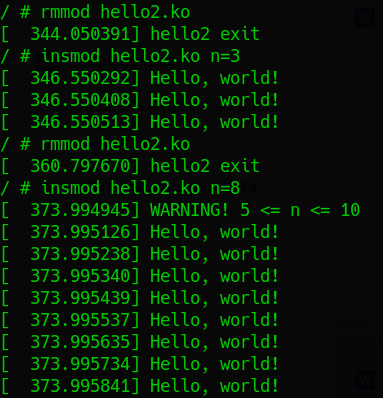 / # rmmod hello2.ko
[  344.050391] hello2 exit
/ # insmod hello2.ko n=3
[  346.550292] Hello, world!
[  346.550408] Hello, world!
[  346.550513] Hello, world!
/ # rmmod hello2.ko
[  360.797670] hello2 exit
/ # insmod hello2.ko n=8
[  373.994945] WARNING! 5 <= n <= 10
[  373.995126] Hello, world!
[  373.995238] Hello, world!
[  373.995340] Hello, world!
[  373.995439] Hello, world!
[  373.995537] Hello, world!
[  373.995635] Hello, world!
[  373.995734] Hello, world!
[  373.995841] Hello, world!